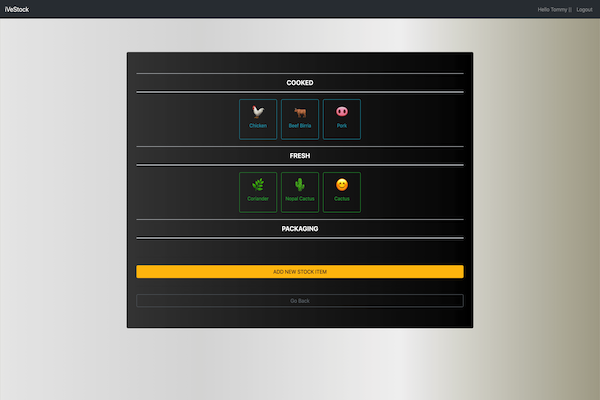 iVeStock
Hello Tommy || Logout
COOKED
Chicken Beef Birria Pork
FRESH
Coriander Nopal Cactus Cactus
PACKAGING
ADD NEW STOCK ITEM
Go Back